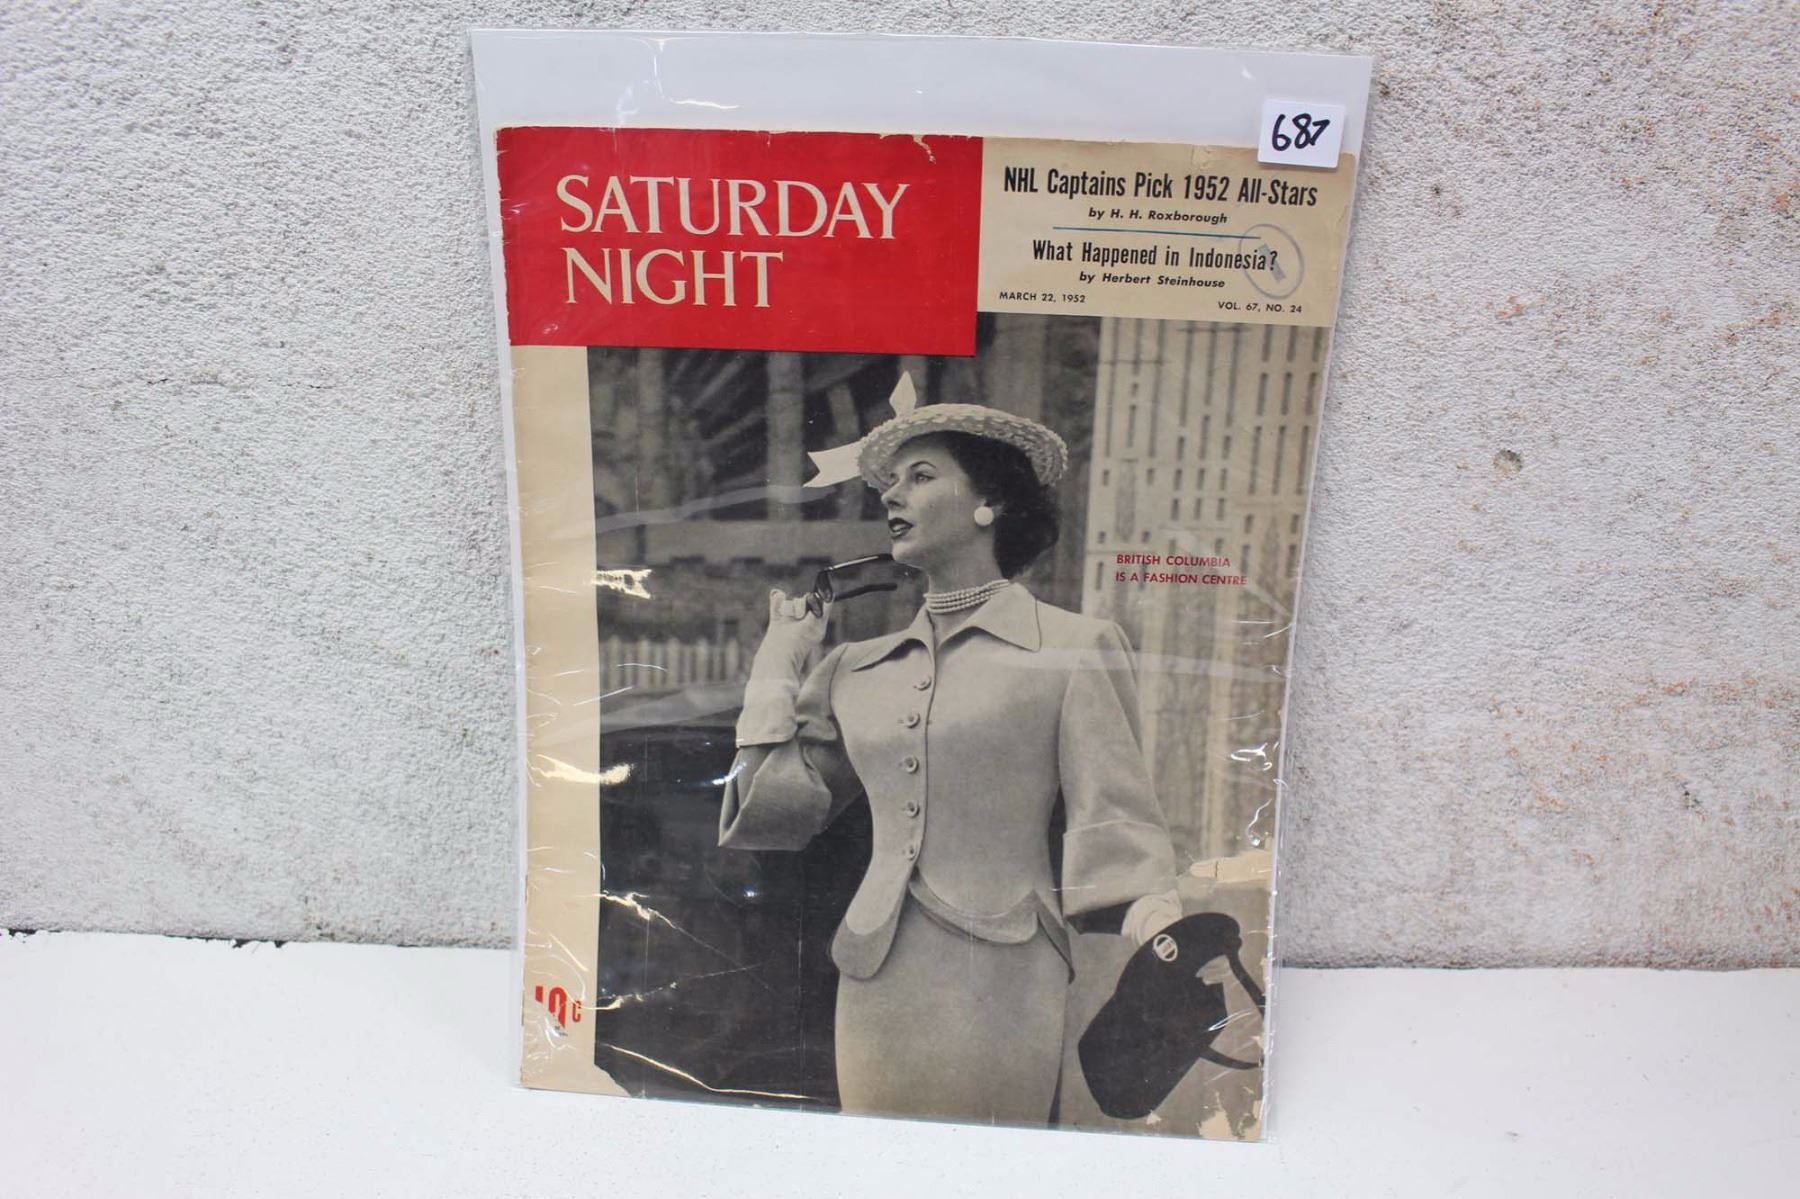 687
SATURDAY
NIGHT
NHL Captains Pick 1952 All-Stars
by H. H. Roxborough
What Happened in Indonesia?
by Herbert Steinhouse
MARCH 22, 1952
VOL. 67, NO. 24
BRITISH COLUMBIA
IS A FASHION CENTRE
10c